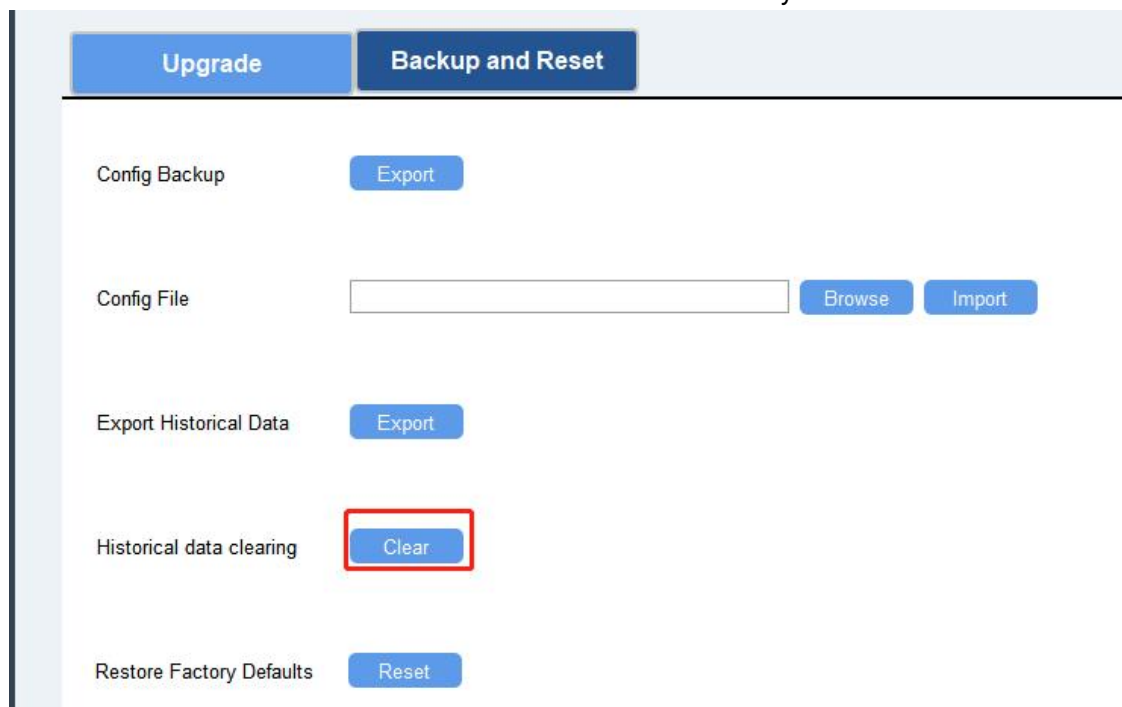 Upgrade Backup and Reset
Config Backup Export
Config File Browse Import
Export Historical Data Export
Historical data clearing Clear
Restore Factory Defaults Reset